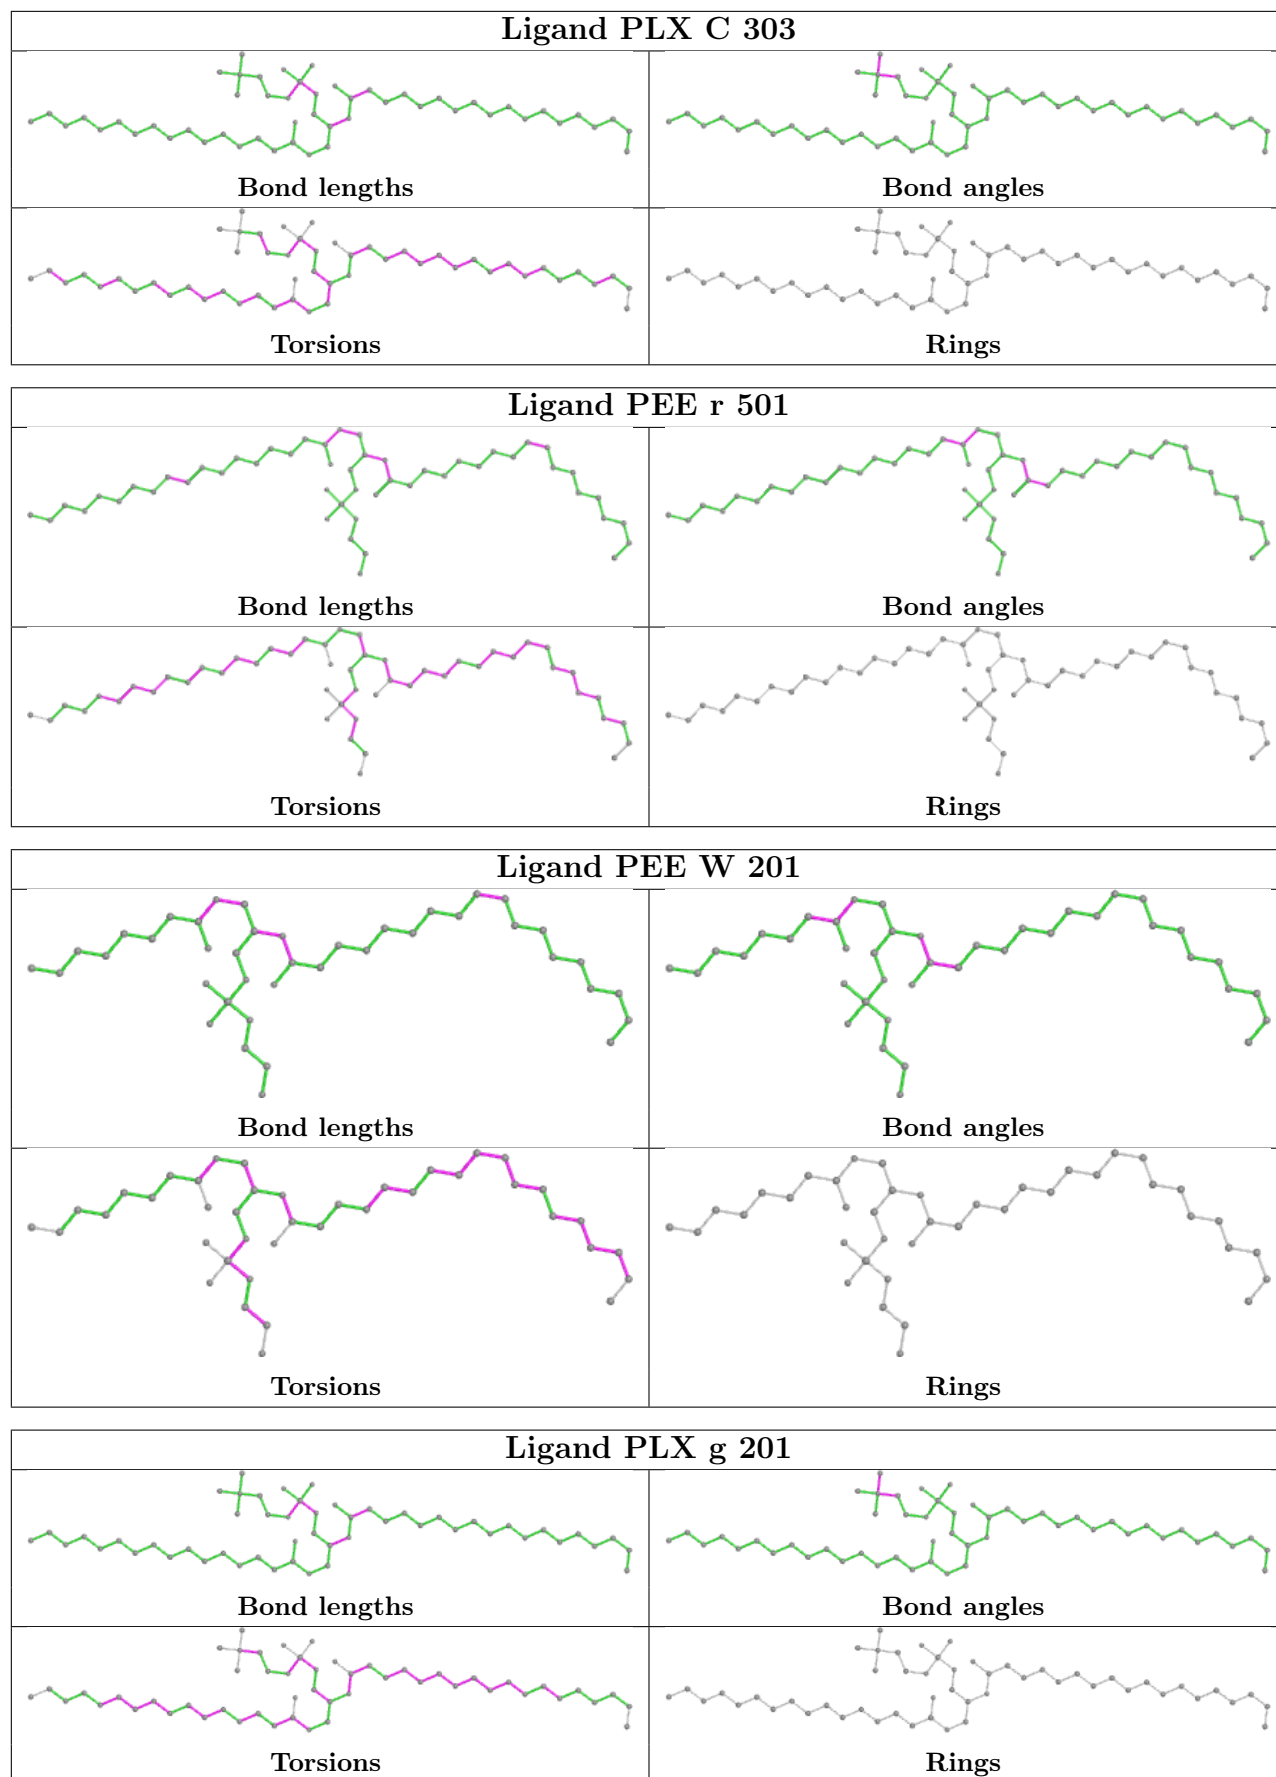 Ligand PLX C 303
Bond lengths
Bond angles
Torsions
Rings
Ligand PEE r 501
Bond lengths
Bond angles
Torsions
Rings
Ligand PEE W 201
Bond lengths
Bond angles
Torsions
Rings
Ligand PLX g 201
Bond lengths
Bond angles
Torsions
Rings